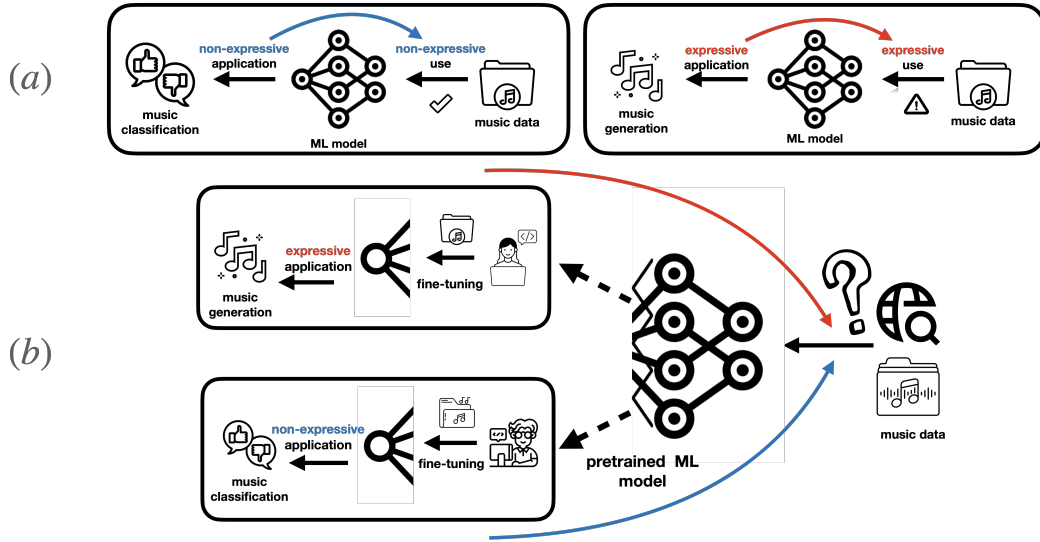 (a)
non-expressive
application
non-expressive
use
music
classification
ML model
music data
expressive
application
expressive
use
music
generation
ML model
music data
(b)
expressive
application
fine-tuning
music
generation
non-expressive
application
fine-tuning
music
classification
pretrained ML
model
music data